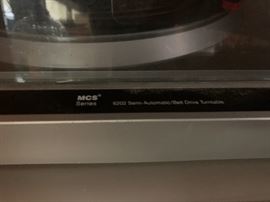 MCS®
Series
6202 Semi-Automatic/Belt Drive Turntable